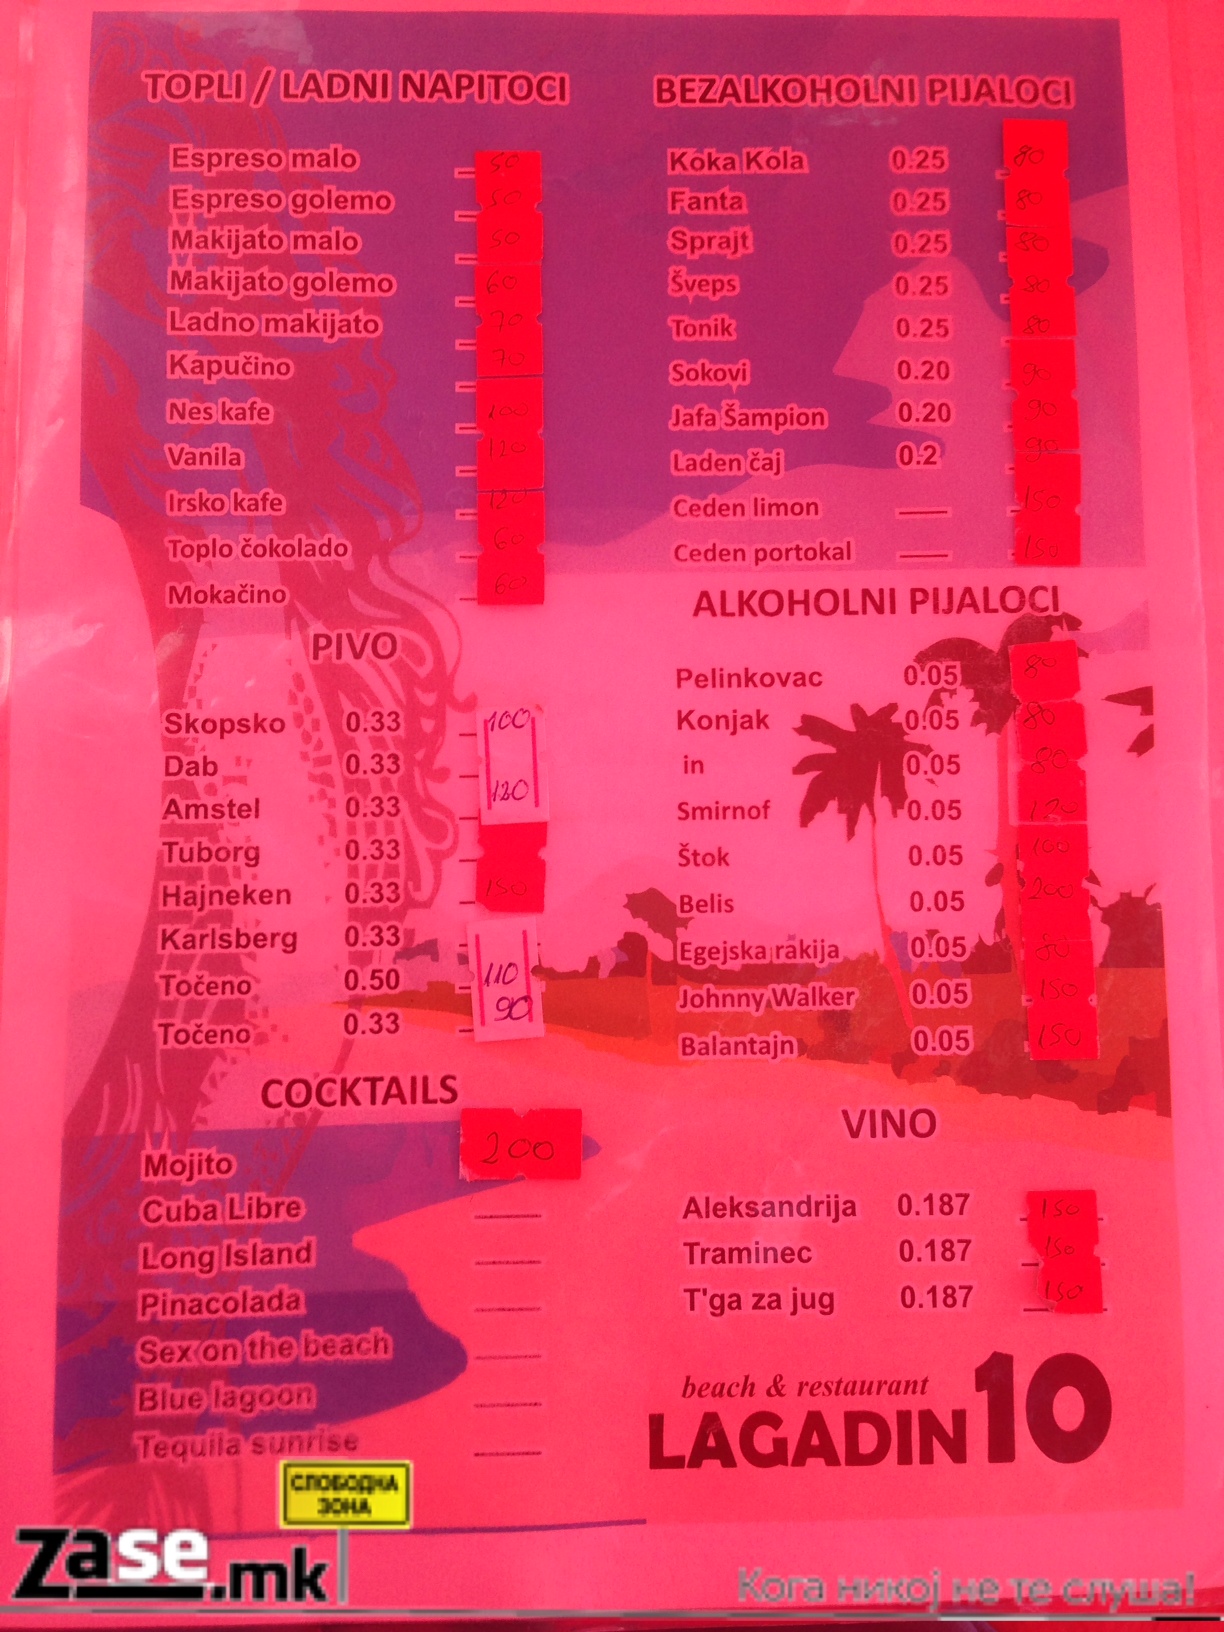 TOPLI / LADNI NAPITOCI
Espreso malo 50
Espreso golemo 50
Makijato malo 50
Makijato golemo 60
Ladno makijato 70
Kapučino 70
Nes kafe 100
Vanila 120
Irsko kafe 120
Toplo čokolado 60
Mokačino 60
PIVO
Skopsko 0.33 100
Dab 0.33
Amstel 0.33 120
Tuborg 0.33
Hajneken 0.33 150
Karlsberg 0.33
Točeno 0.50 110
Točeno 0.33 90
COCKTAILS
Mojito 200
Cuba Libre
Long Island
Pinacolada
Sex on the beach
Blue lagoon
Tequila sunrise
BEZALKOHOLNI PIJALOCI
Koka Kola 0.25 80
Fanta 0.25 80
Sprajt 0.25 80
Šveps 0.25 80
Tonik 0.25 80
Sokovi 0.20 90
Jafa Šampion 0.20 90
Laden čaj 0.2 90
Ceden limon 150
Ceden portokal 150
ALKOHOLNI PIJALOCI
Pelinkovac 0.05 80
Konjak 0.05 80
in 0.05 80
Smirnof 0.05 120
Štok 0.05 100
Belis 0.05 200
Egejska rakija 0.05 80
Johnny Walker 0.05 150
Balantajn 0.05 150
VINO
Aleksandrija 0.187 150
Traminec 0.187 150
T'ga za jug 0.187 150
beach & restaurant
LAGADIN 10
СЛОБОДНА
ЗОНА
zase.mk
Кога никој не те слуша!